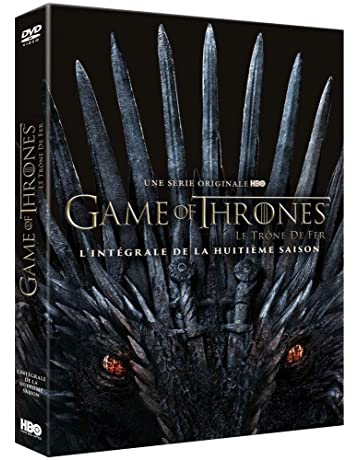 DVD
VIDEO
GAME OF THRONES
LE TRÔNE DE FER
L'INTÉGRALE
DE LA
HUITIÈME
SAISON
HBO
UNE SÉRIE ORIGINALE HBO
GAME OF THRONES
LE TRÔNE DE FER
L'INTÉGRALE DE LA HUITIÈME SAISON